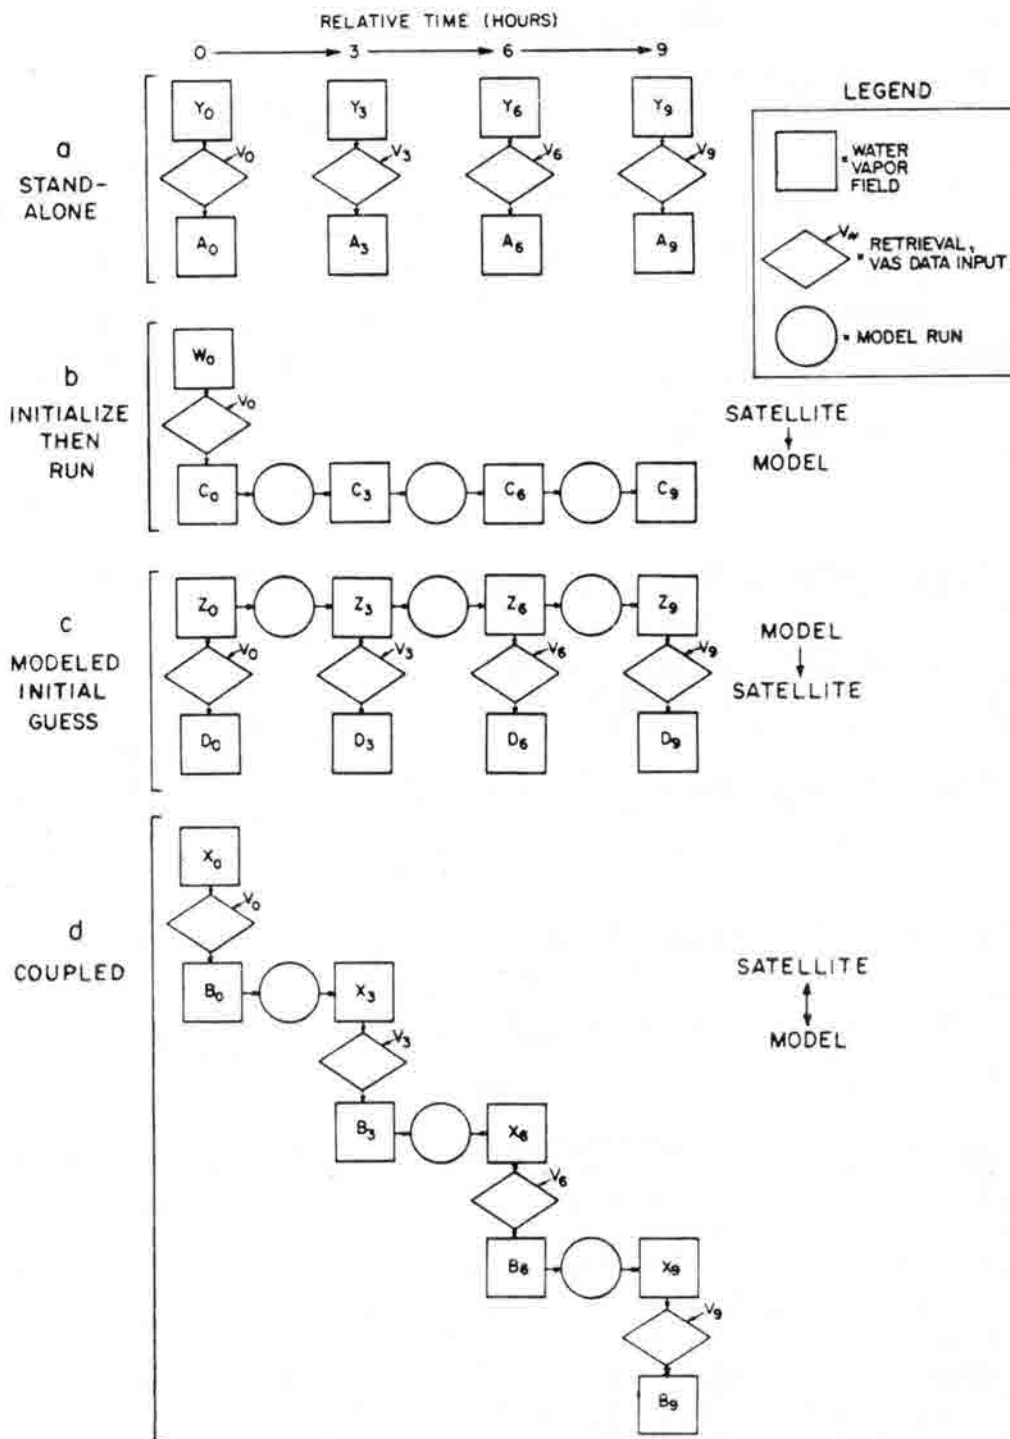 RELATIVE TIME (HOURS)
0 3 6 9
a
STAND-
ALONE
Y0 Y3 Y6 Y9
V0 V3 V6 V9
A0 A3 A6 A9
LEGEND
= WATER
VAPOR
FIELD
VN
= RETRIEVAL,
VAS DATA INPUT
= MODEL RUN
b
INITIALIZE
THEN
RUN
W0
V0
C0 C3 C6 C9
SATELLITE
MODEL
c
MODELED
INITIAL
GUESS
Z0 Z3 Z6 Z9
V0 V3 V6 V9
D0 D3 D6 D9
MODEL
SATELLITE
d
COUPLED
X0
V0
B0 X3
V3
B3 X6
V6
B6 X9
V9
B9
SATELLITE
MODEL